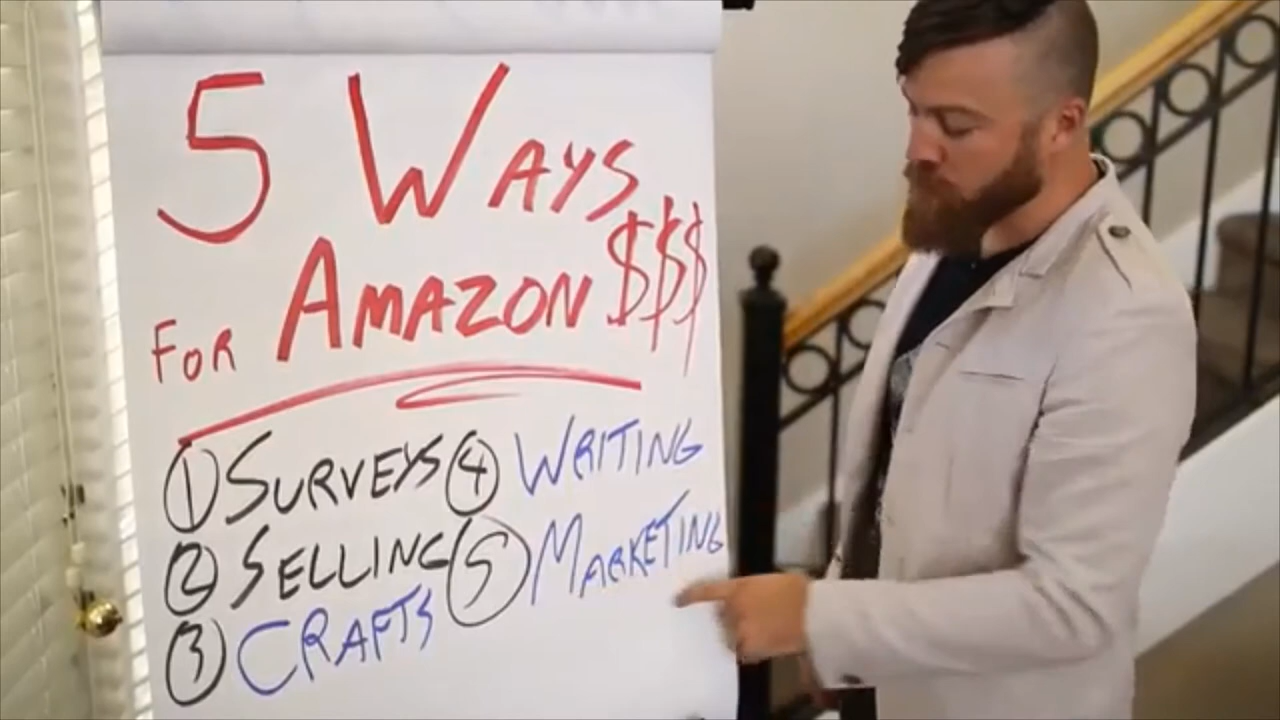 5 WAYS
FOR AMAZON $$$
① SURVEYS
② SELLING
③ CRAFTS
④ WRITING
⑤ MARKETING